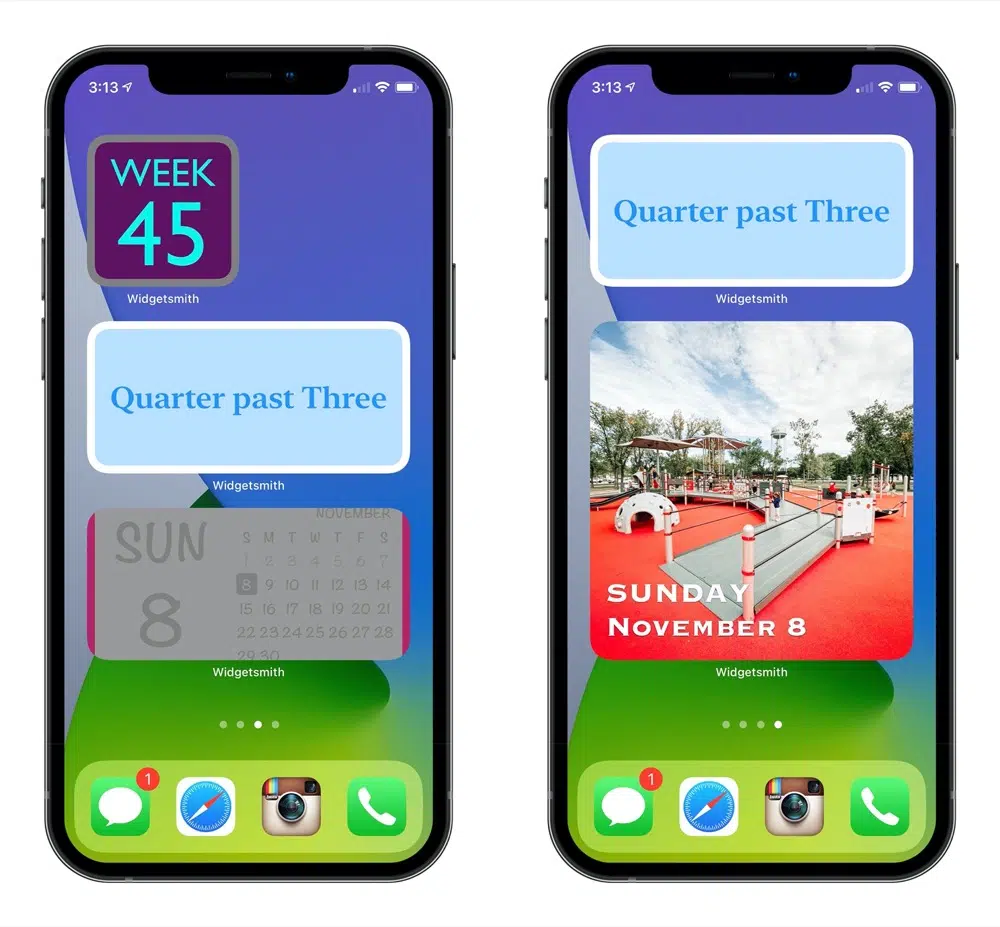 3:13
WEEK
45
Widgetsmith
Quarter past Three
Widgetsmith
NOVEMBER
SUN
8
S M T W T F S
1 2 3 4 5 6 7
8 9 10 11 12 13 14
15 16 17 18 19 20 21
22 23 24 25 26 27 28
29 30
Widgetsmith
1
3:13
Quarter past Three
Widgetsmith
SUNDAY
NOVEMBER 8
Widgetsmith
1